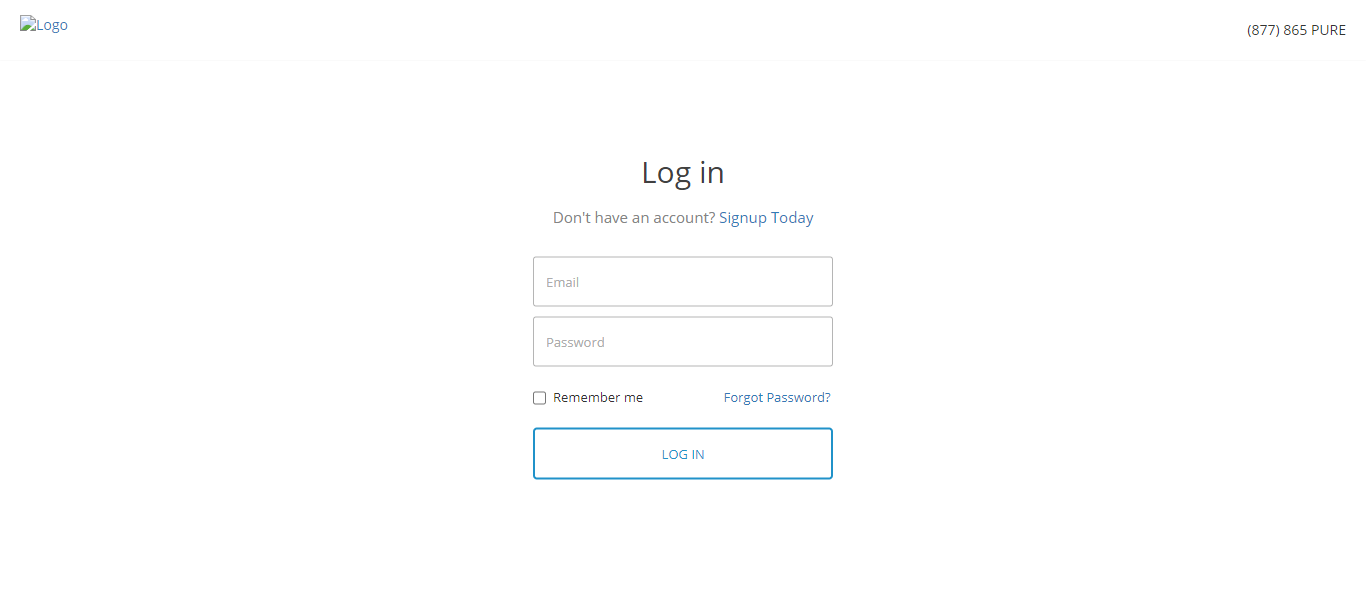 Logo
(877) 865 PURE
Log in
Don't have an account? Signup Today
Email
Password
Remember me
Forgot Password?
LOG IN